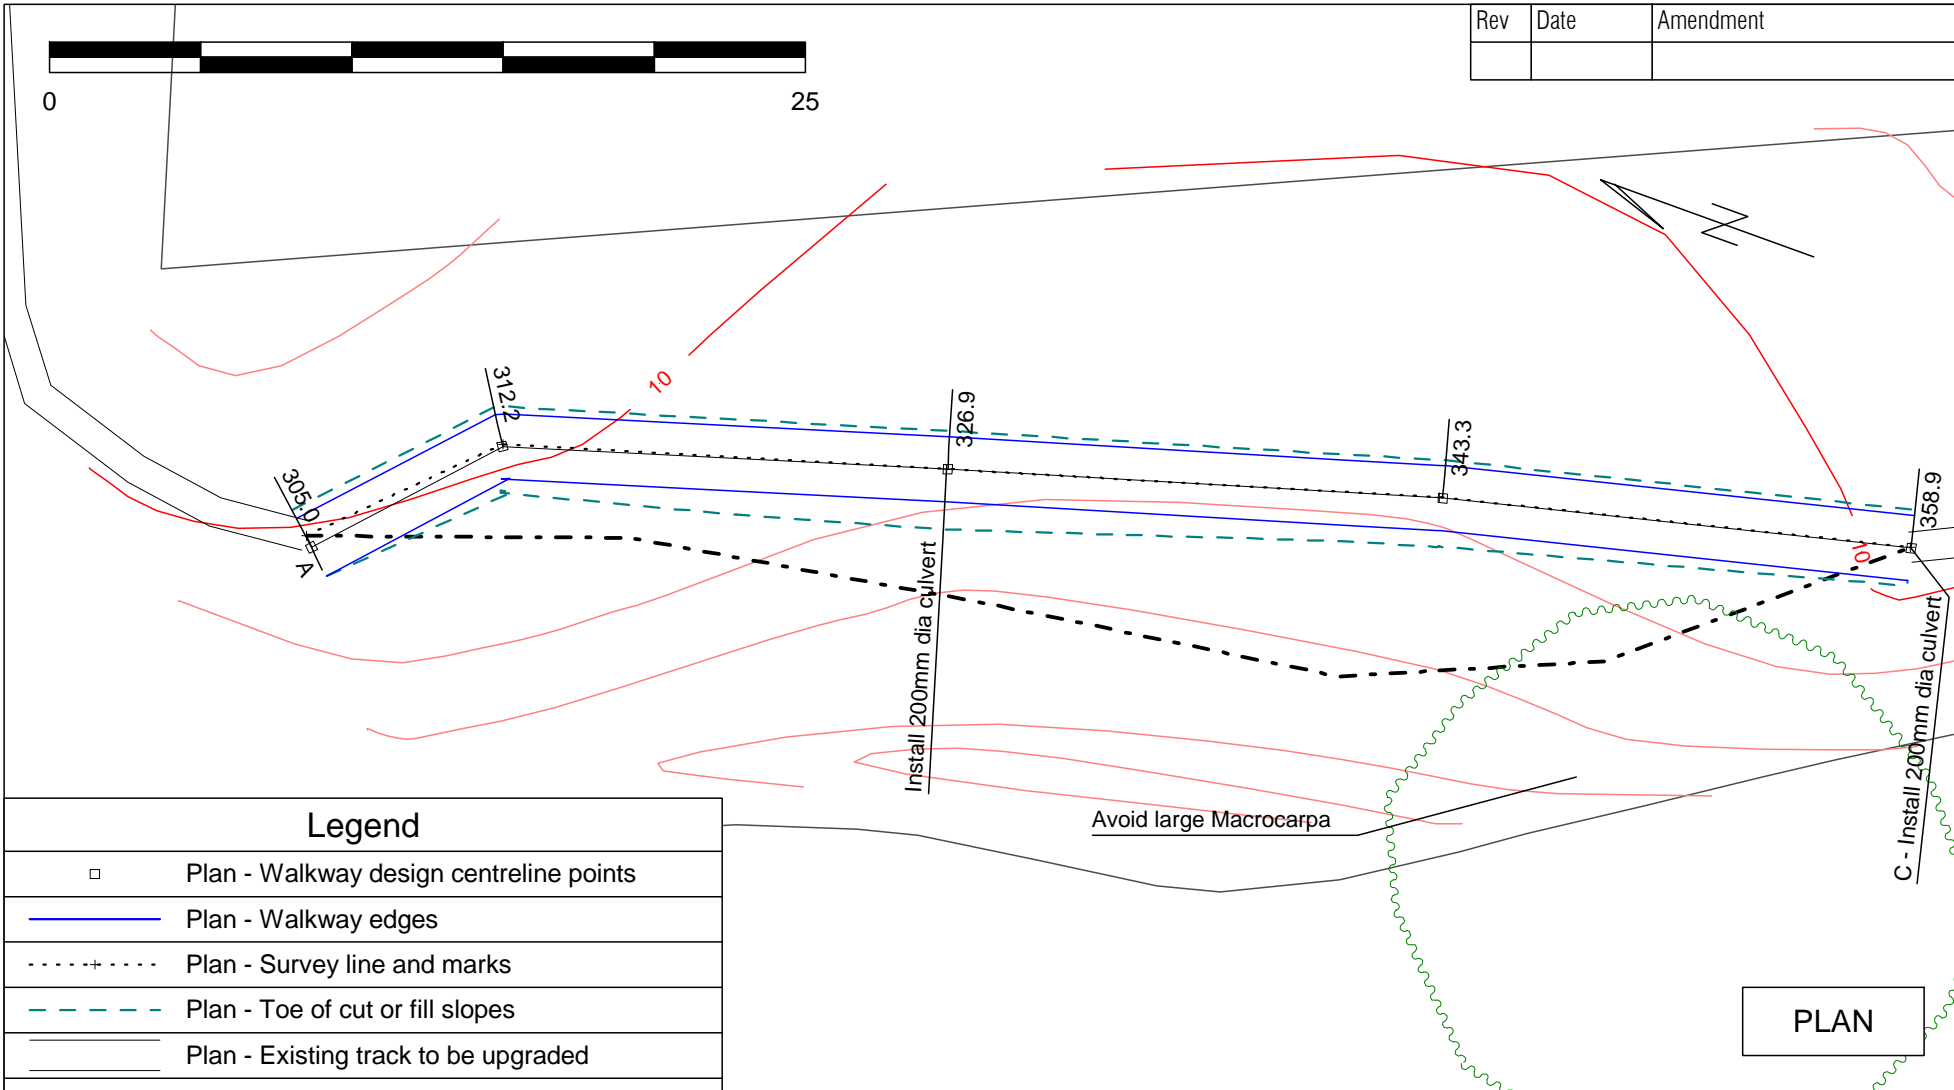 Rev Date Amendment
0 25
312.2
326.9
343.3
358.9
305.0
A
10
10
Install 200mm dia culvert
C - Install 200mm dia culvert
Avoid large Macrocarpa
Legend
Plan - Walkway design centreline points
Plan - Walkway edges
Plan - Survey line and marks
Plan - Toe of cut or fill slopes
Plan - Existing track to be upgraded
PLAN